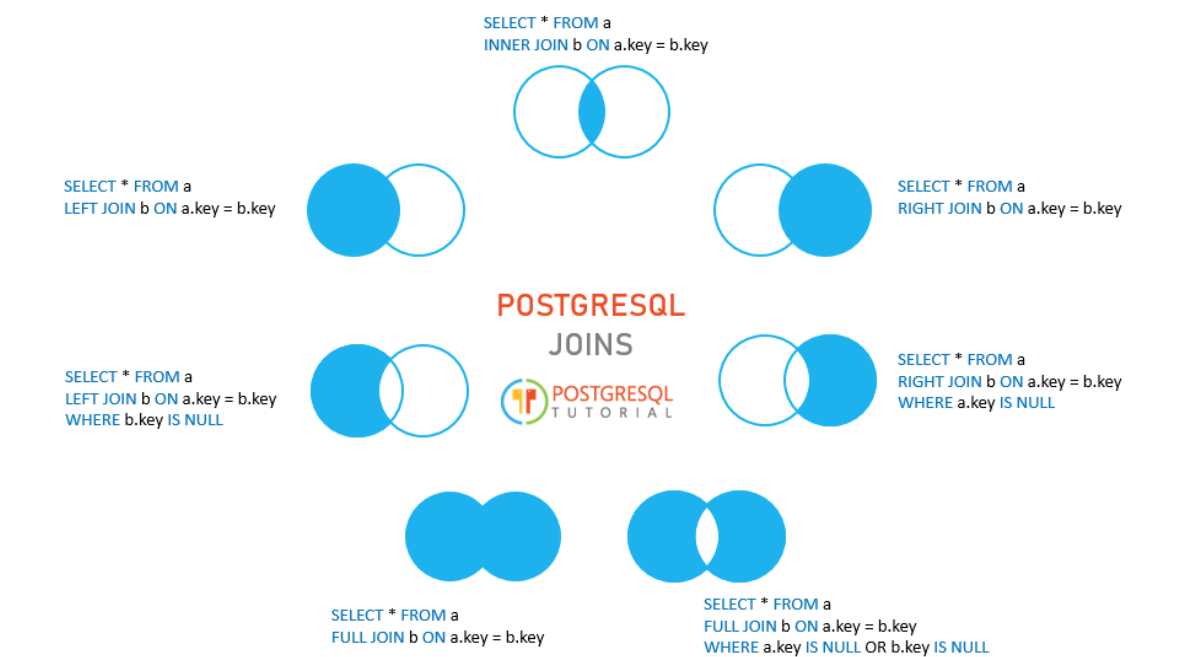 SELECT * FROM a
INNER JOIN b ON a.key = b.key
SELECT * FROM a
LEFT JOIN b ON a.key = b.key
SELECT * FROM a
RIGHT JOIN b ON a.key = b.key
POSTGRESQL
JOINS
POSTGRESQL
TUTORIAL
SELECT * FROM a
LEFT JOIN b ON a.key = b.key
WHERE b.key IS NULL
SELECT * FROM a
RIGHT JOIN b ON a.key = b.key
WHERE a.key IS NULL
SELECT * FROM a
FULL JOIN b ON a.key = b.key
SELECT * FROM a
FULL JOIN b ON a.key = b.key
WHERE a.key IS NULL OR b.key IS NULL